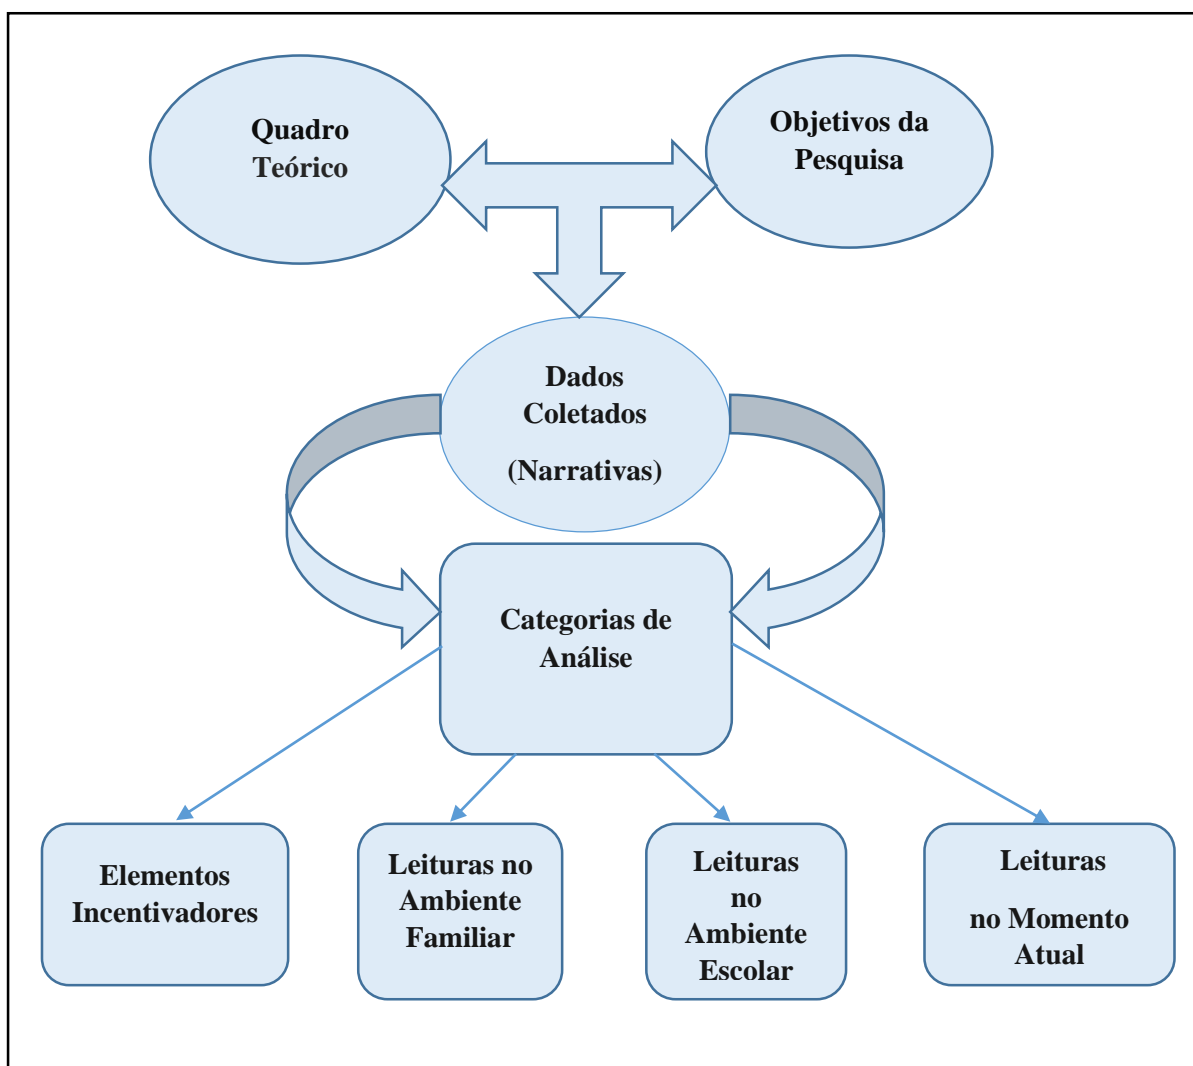 Quadro
Teórico
Objetivos da
Pesquisa
Dados
Coletados
(Narrativas)
Categorias de
Análise
Elementos
Incentivadores
Leituras no
Ambiente
Familiar
Leituras
no
Ambiente
Escolar
Leituras
no Momento
Atual